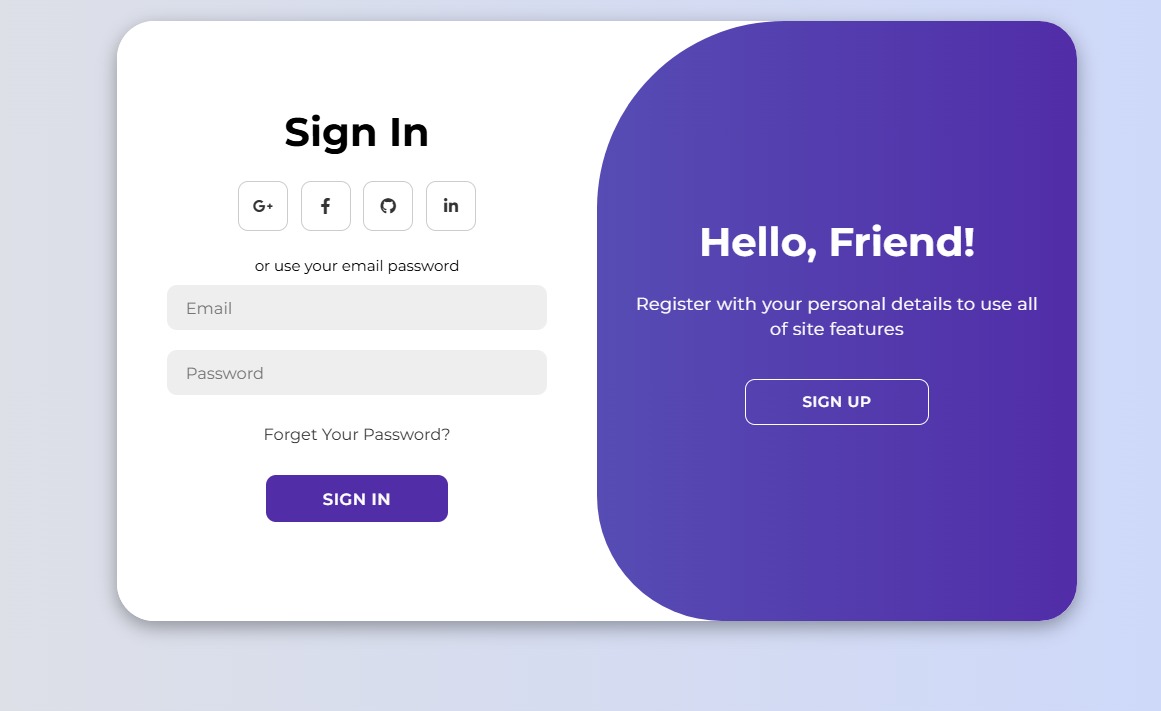 Sign In
G+
f
in
or use your email password
Email
Password
Forget Your Password?
SIGN IN
Hello, Friend!
Register with your personal details to use all
of site features
SIGN UP